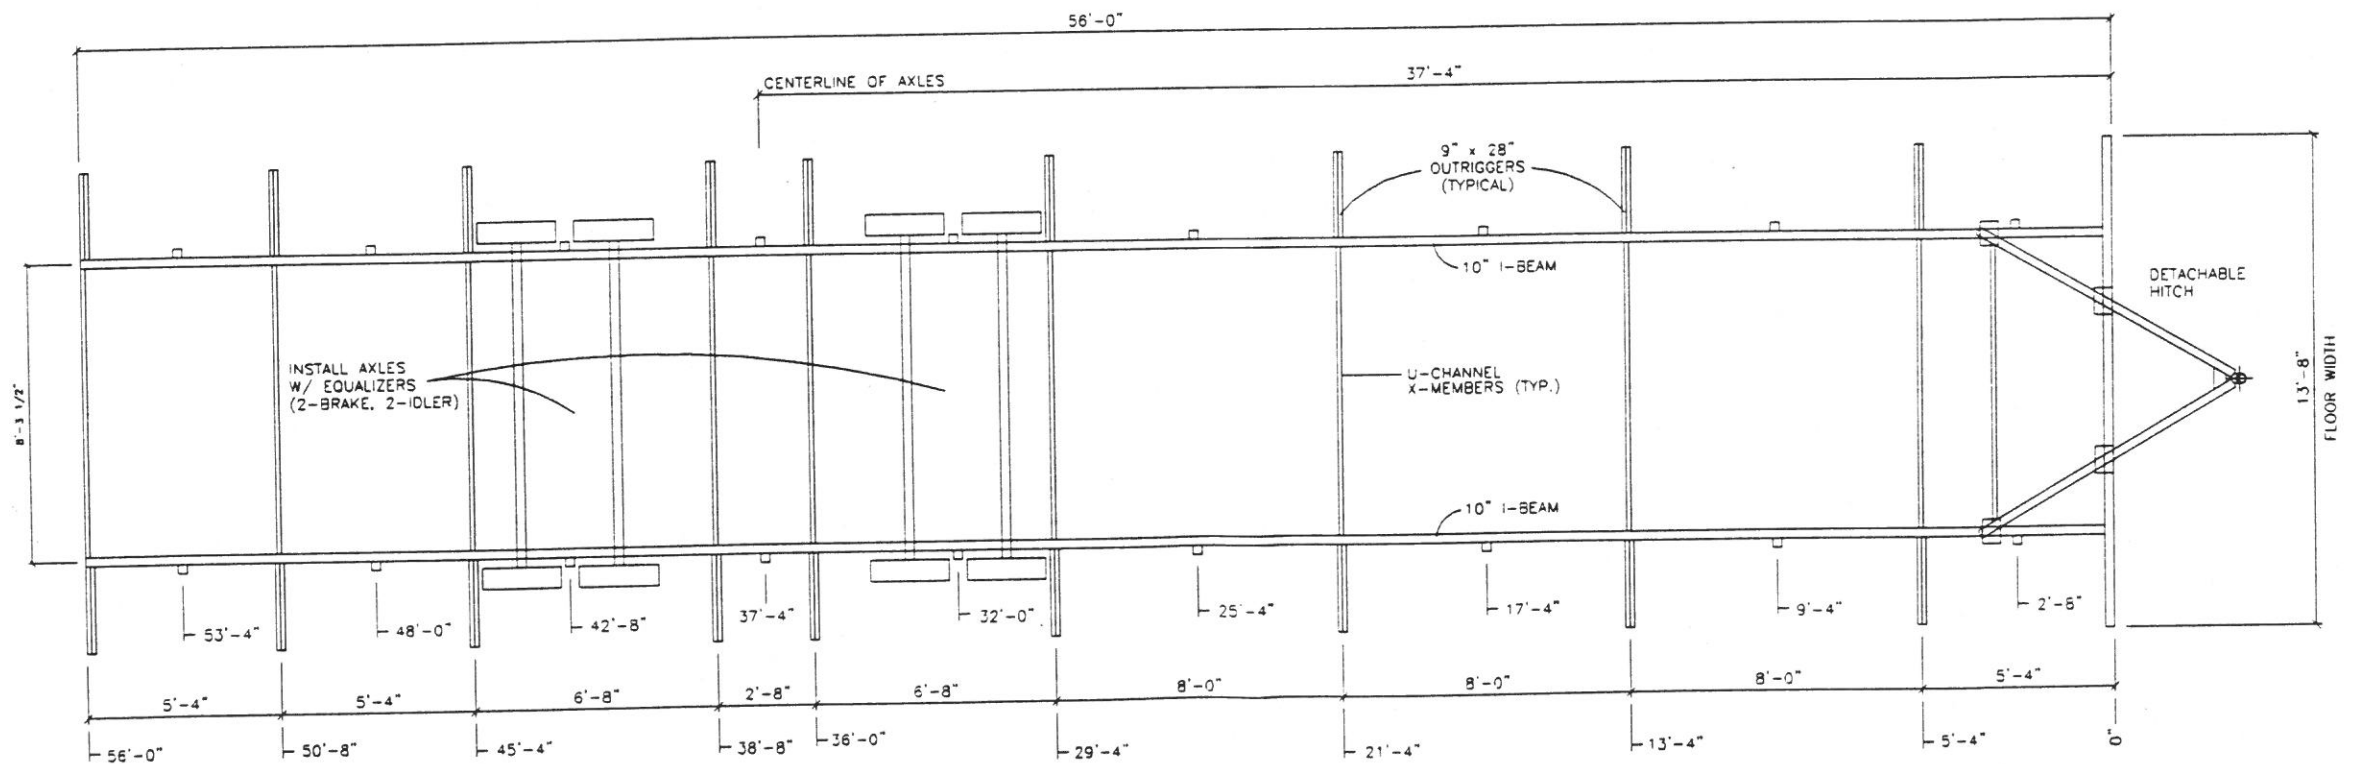 56'-0"
CENTERLINE OF AXLES
37'-4"
9" x 28"
OUTRIGGERS
(TYPICAL)
10" I-BEAM
DETACHABLE
HITCH
INSTALL AXLES
W/ EQUALIZERS
(2-BRAKE, 2-IDLER)
U-CHANNEL
X-MEMBERS (TYP.)
8'-3 1/2"
13'-8"
FLOOR WIDTH
10" I-BEAM
53'-4"
48'-0"
42'-8"
37'-4"
32'-0"
25'-4"
17'-4"
9'-4"
2'-8"
5'-4"
5'-4"
6'-8"
2'-8"
6'-8"
8'-0"
8'-0"
8'-0"
5'-4"
56'-0"
50'-8"
45'-4"
38'-8"
36'-0"
29'-4"
21'-4"
13'-4"
5'-4"
0"